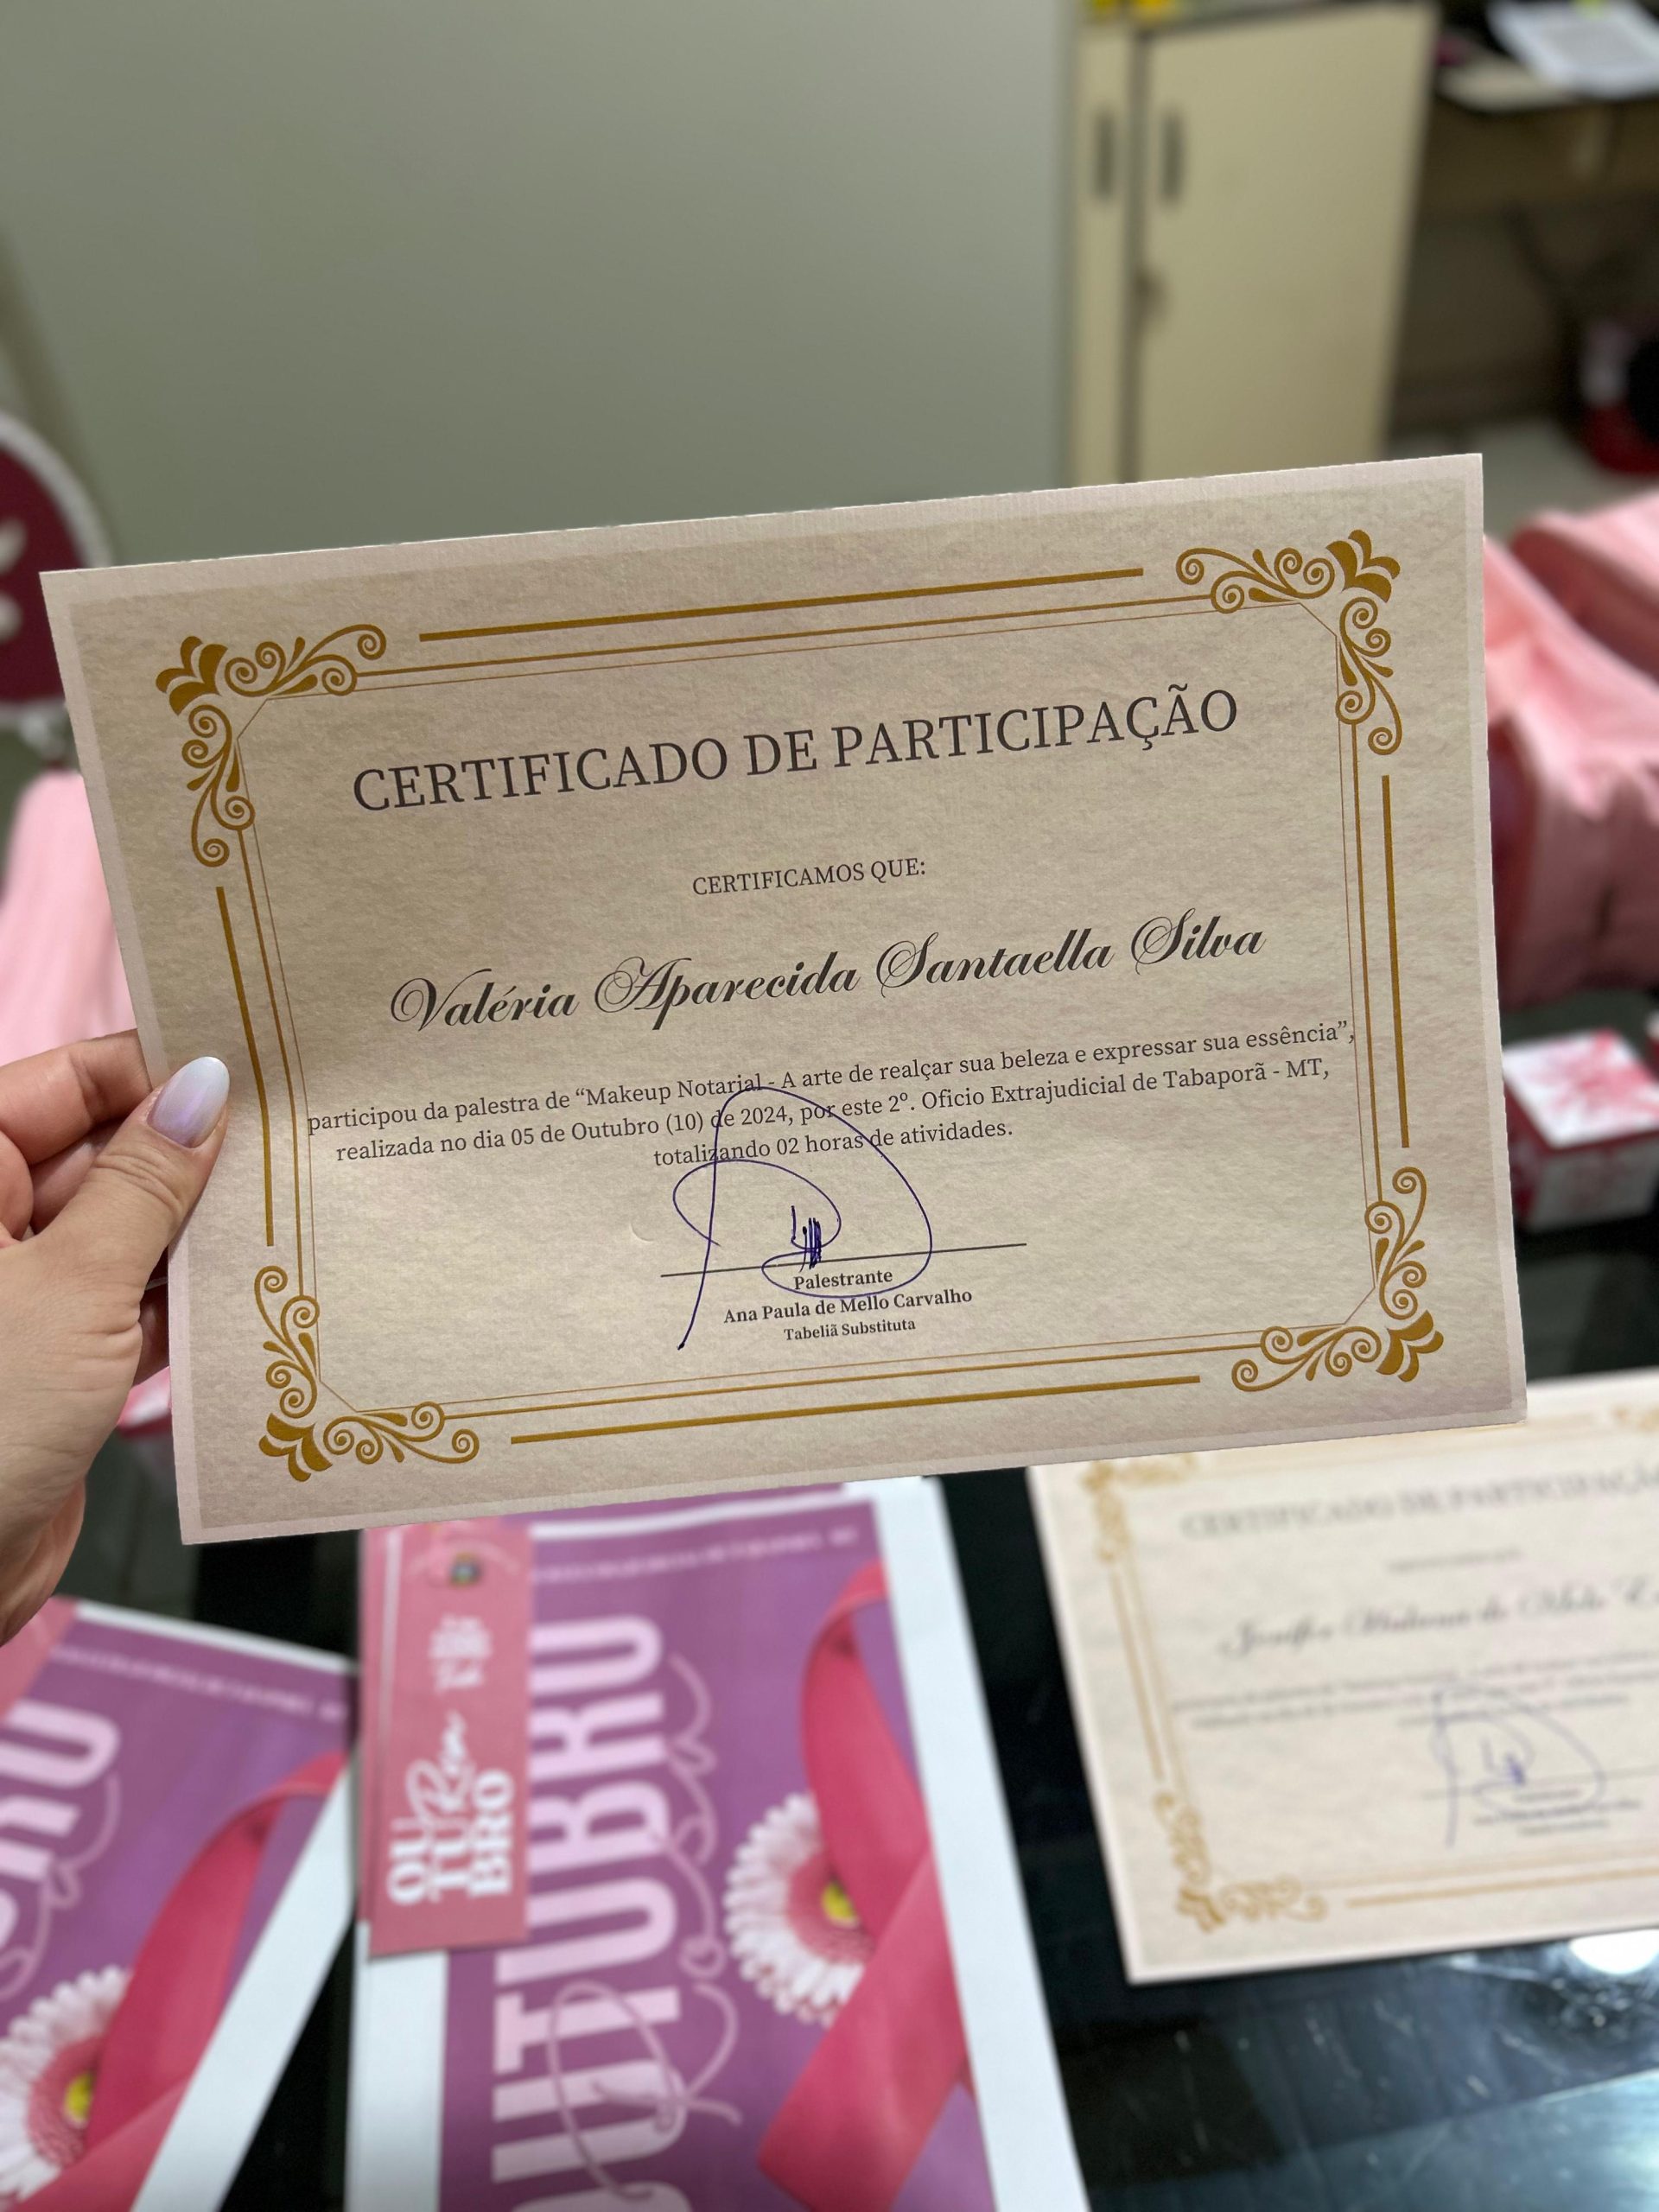 CERTIFICADO DE PARTICIPAÇÃO
CERTIFICAMOS QUE:
Valéria Aparecida Santaella Silva
participou da palestra de “Makeup Notarial - A arte de realçar sua beleza e expressar sua essência”,
realizada no dia 05 de Outubro (10) de 2024, por este 2º. Oficio Extrajudicial de Tabaporã - MT,
totalizando 02 horas de atividades.
Palestrante
Ana Paula de Mello Carvalho
Tabeliã Substituta
OU
TU Rosa
BRO
OUTUBRO
CERTIFICADO DE PARTICIPAÇÃO